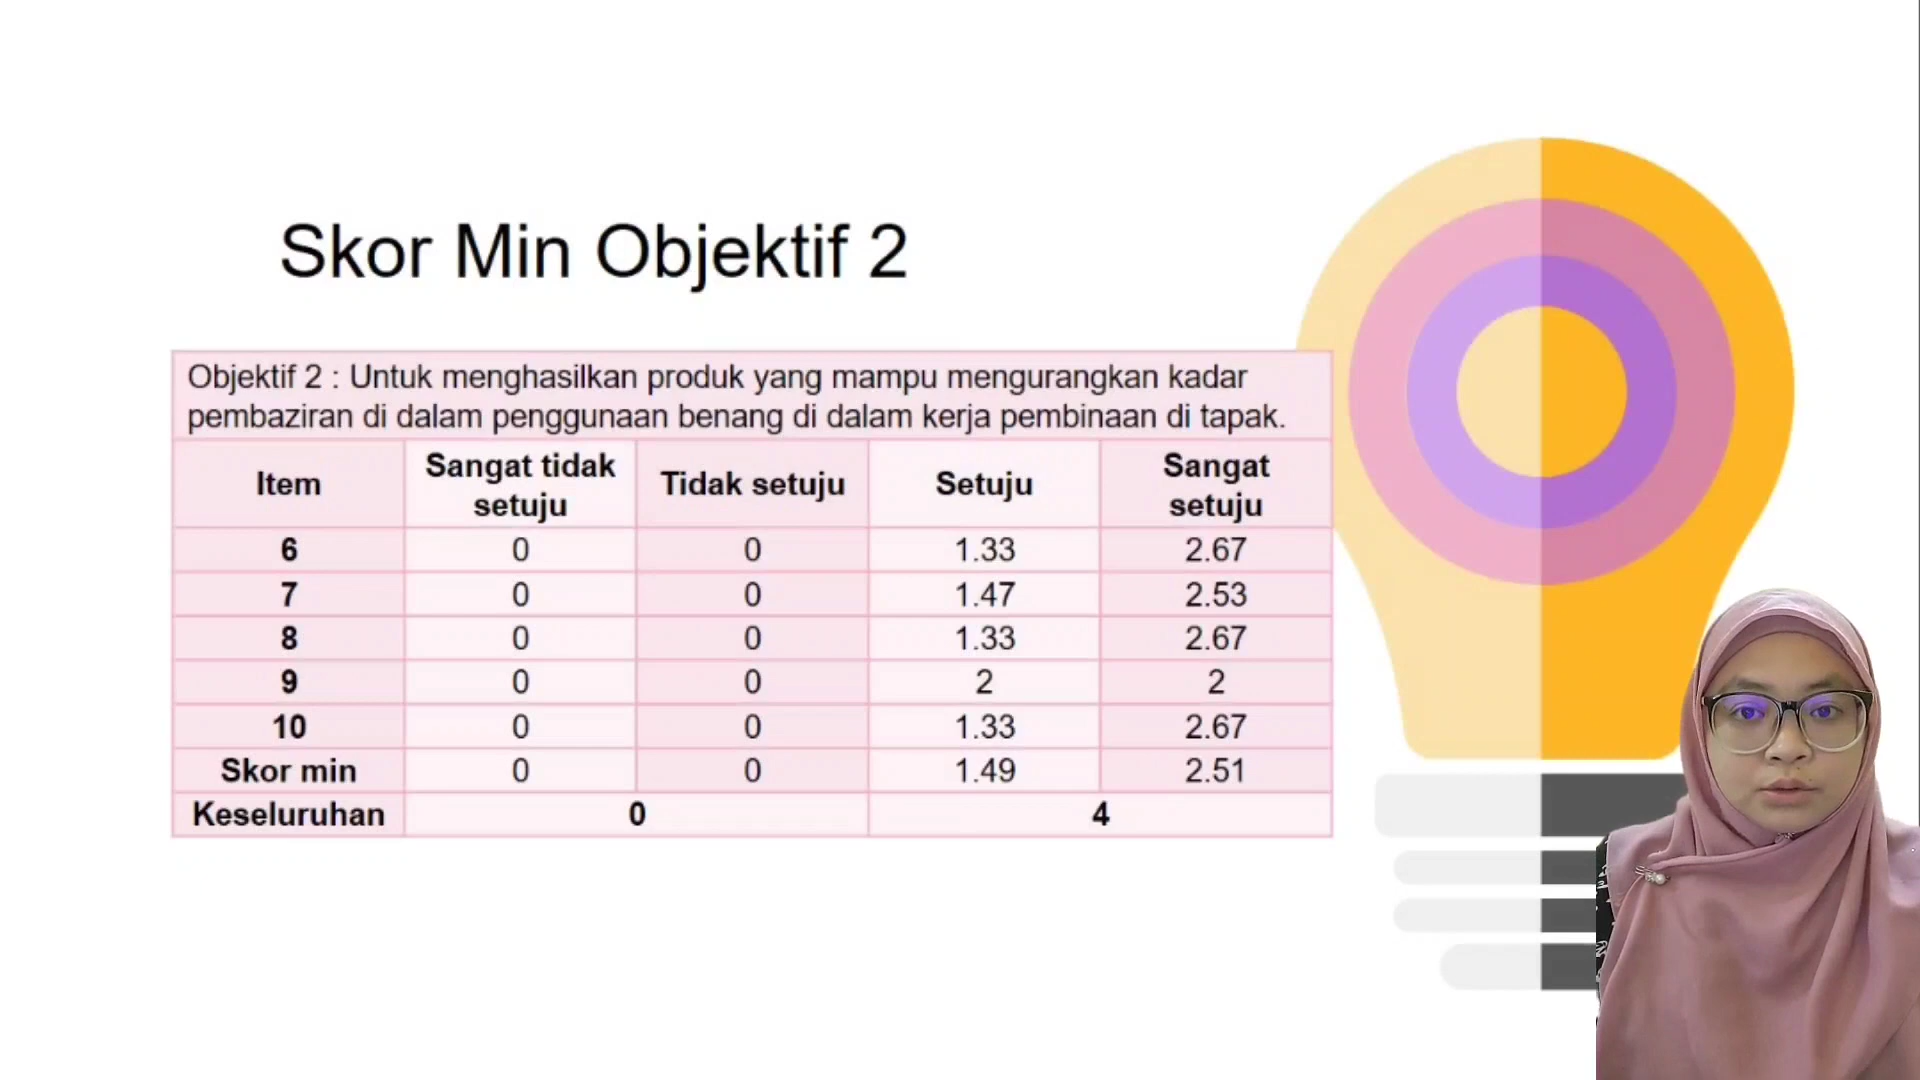 Skor Min Objektif 2
Objektif 2 : Untuk menghasilkan produk yang mampu mengurangkan kadar
pembaziran di dalam penggunaan benang di dalam kerja pembinaan di tapak.
Item Sangat tidak setuju Tidak setuju Setuju Sangat setuju
6 0 0 1.33 2.67
7 0 0 1.47 2.53
8 0 0 1.33 2.67
9 0 0 2 2
10 0 0 1.33 2.67
Skor min 0 0 1.49 2.51
Keseluruhan 0 4